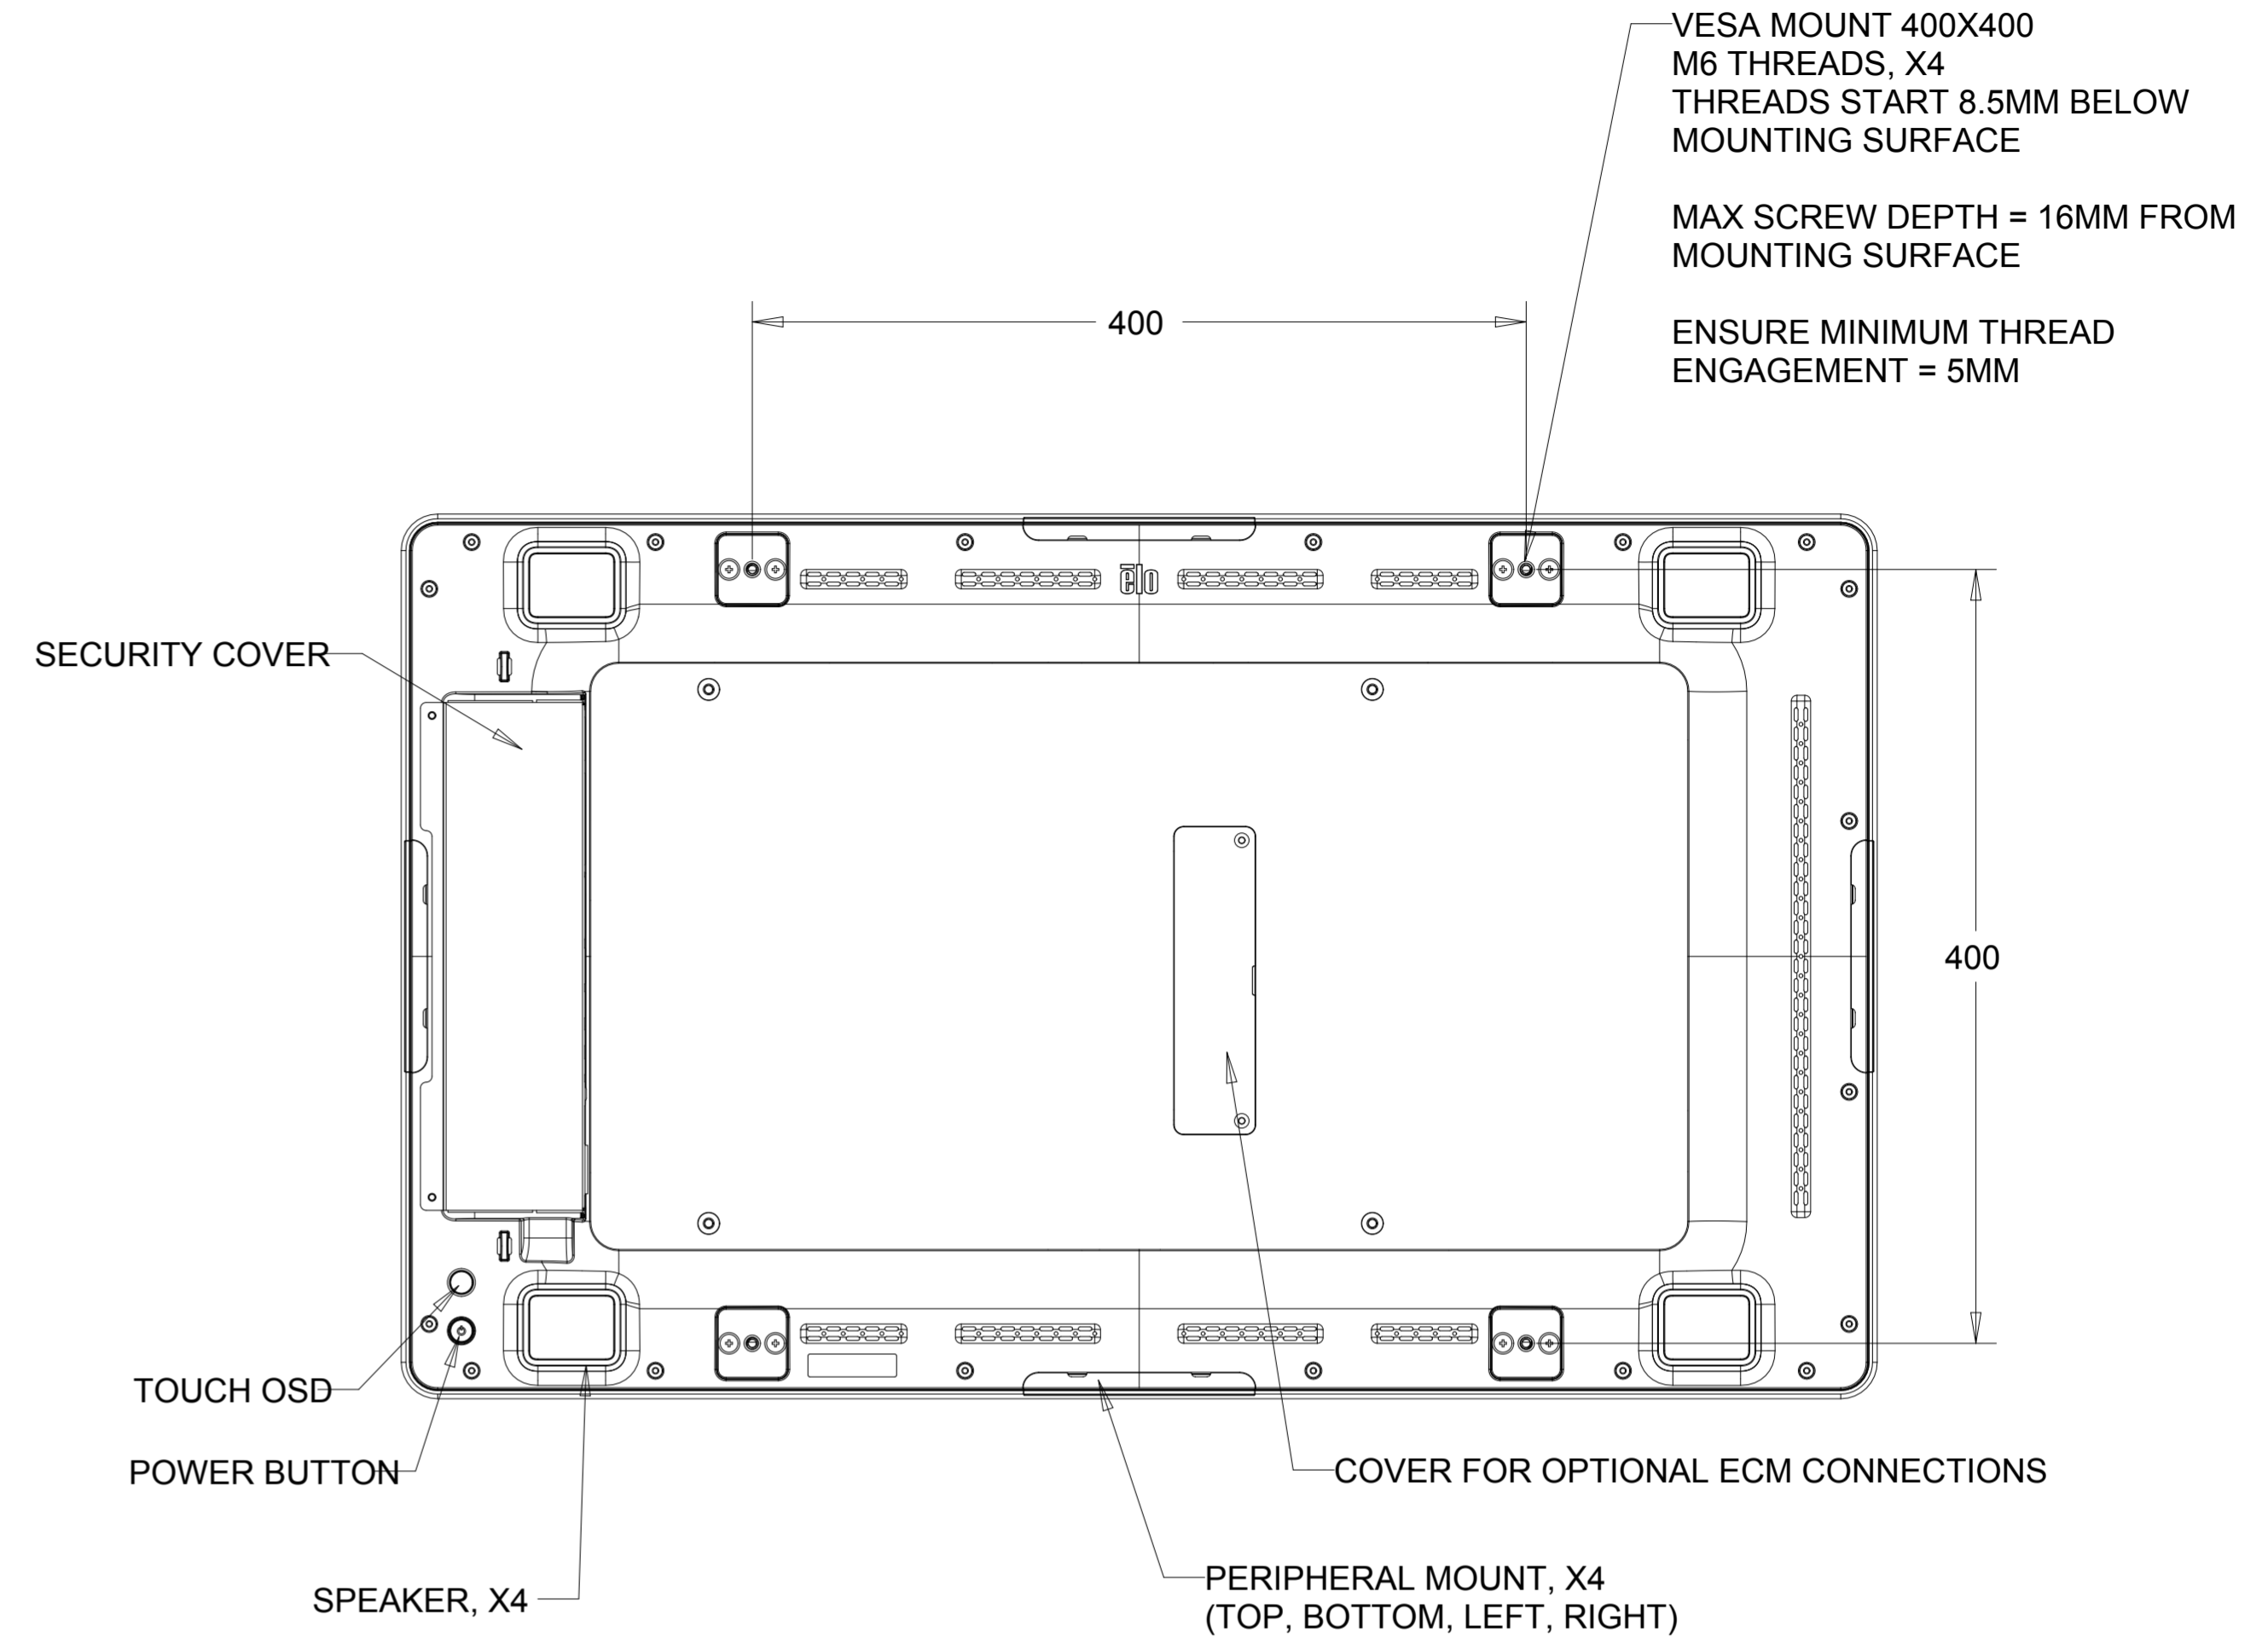 VESA MOUNT 400X400
M6 THREADS, X4
THREADS START 8.5MM BELOW
MOUNTING SURFACE
MAX SCREW DEPTH = 16MM FROM
MOUNTING SURFACE
ENSURE MINIMUM THREAD
ENGAGEMENT = 5MM
400
elo
SECURITY COVER
400
TOUCH OSD
POWER BUTTON
COVER FOR OPTIONAL ECM CONNECTIONS
SPEAKER, X4
PERIPHERAL MOUNT, X4
(TOP, BOTTOM, LEFT, RIGHT)